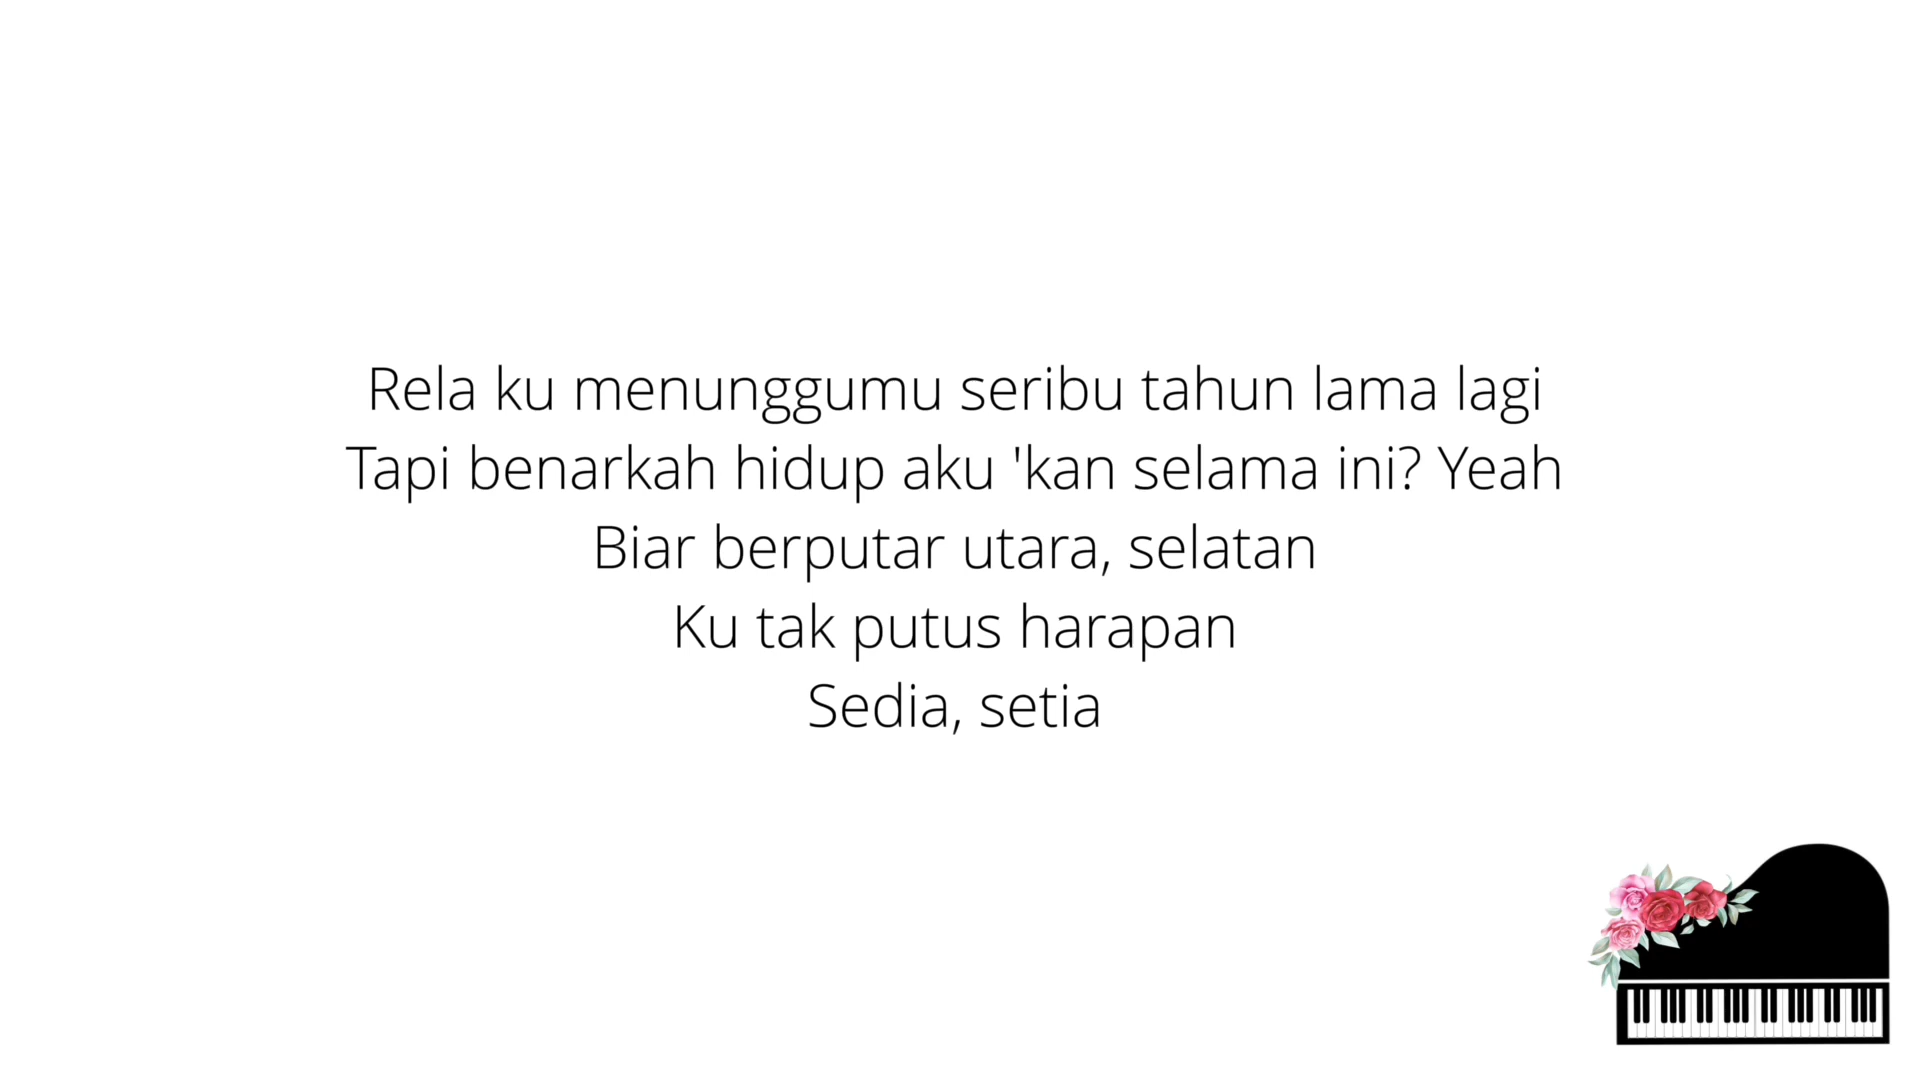 Rela ku menunggumu seribu tahun lama lagi
Tapi benarkah hidup aku 'kan selama ini? Yeah
Biar berputar utara, selatan
Ku tak putus harapan
Sedia, setia